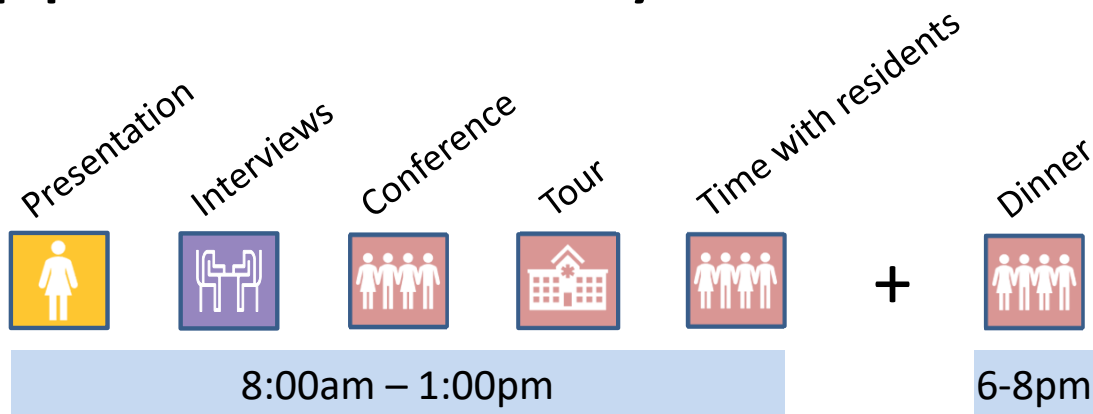 Presentation
Interviews
Conference
Tour
Time with residents
Dinner
+
8:00am – 1:00pm
6-8pm